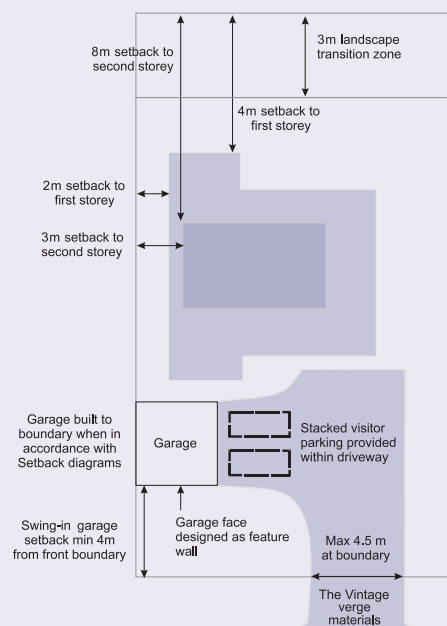 8m setback to
second storey
3m landscape
transition zone
4m setback to
first storey
2m setback to
first storey
3m setback to
second storey
Garage built to
boundary when in
accordance with
Setback diagrams
Garage
Stacked visitor
parking provided
within driveway
Swing-in garage
setback min 4m
from front boundary
Garage face
designed as feature
wall
Max 4.5 m
at boundary
The Vintage
verge
materials